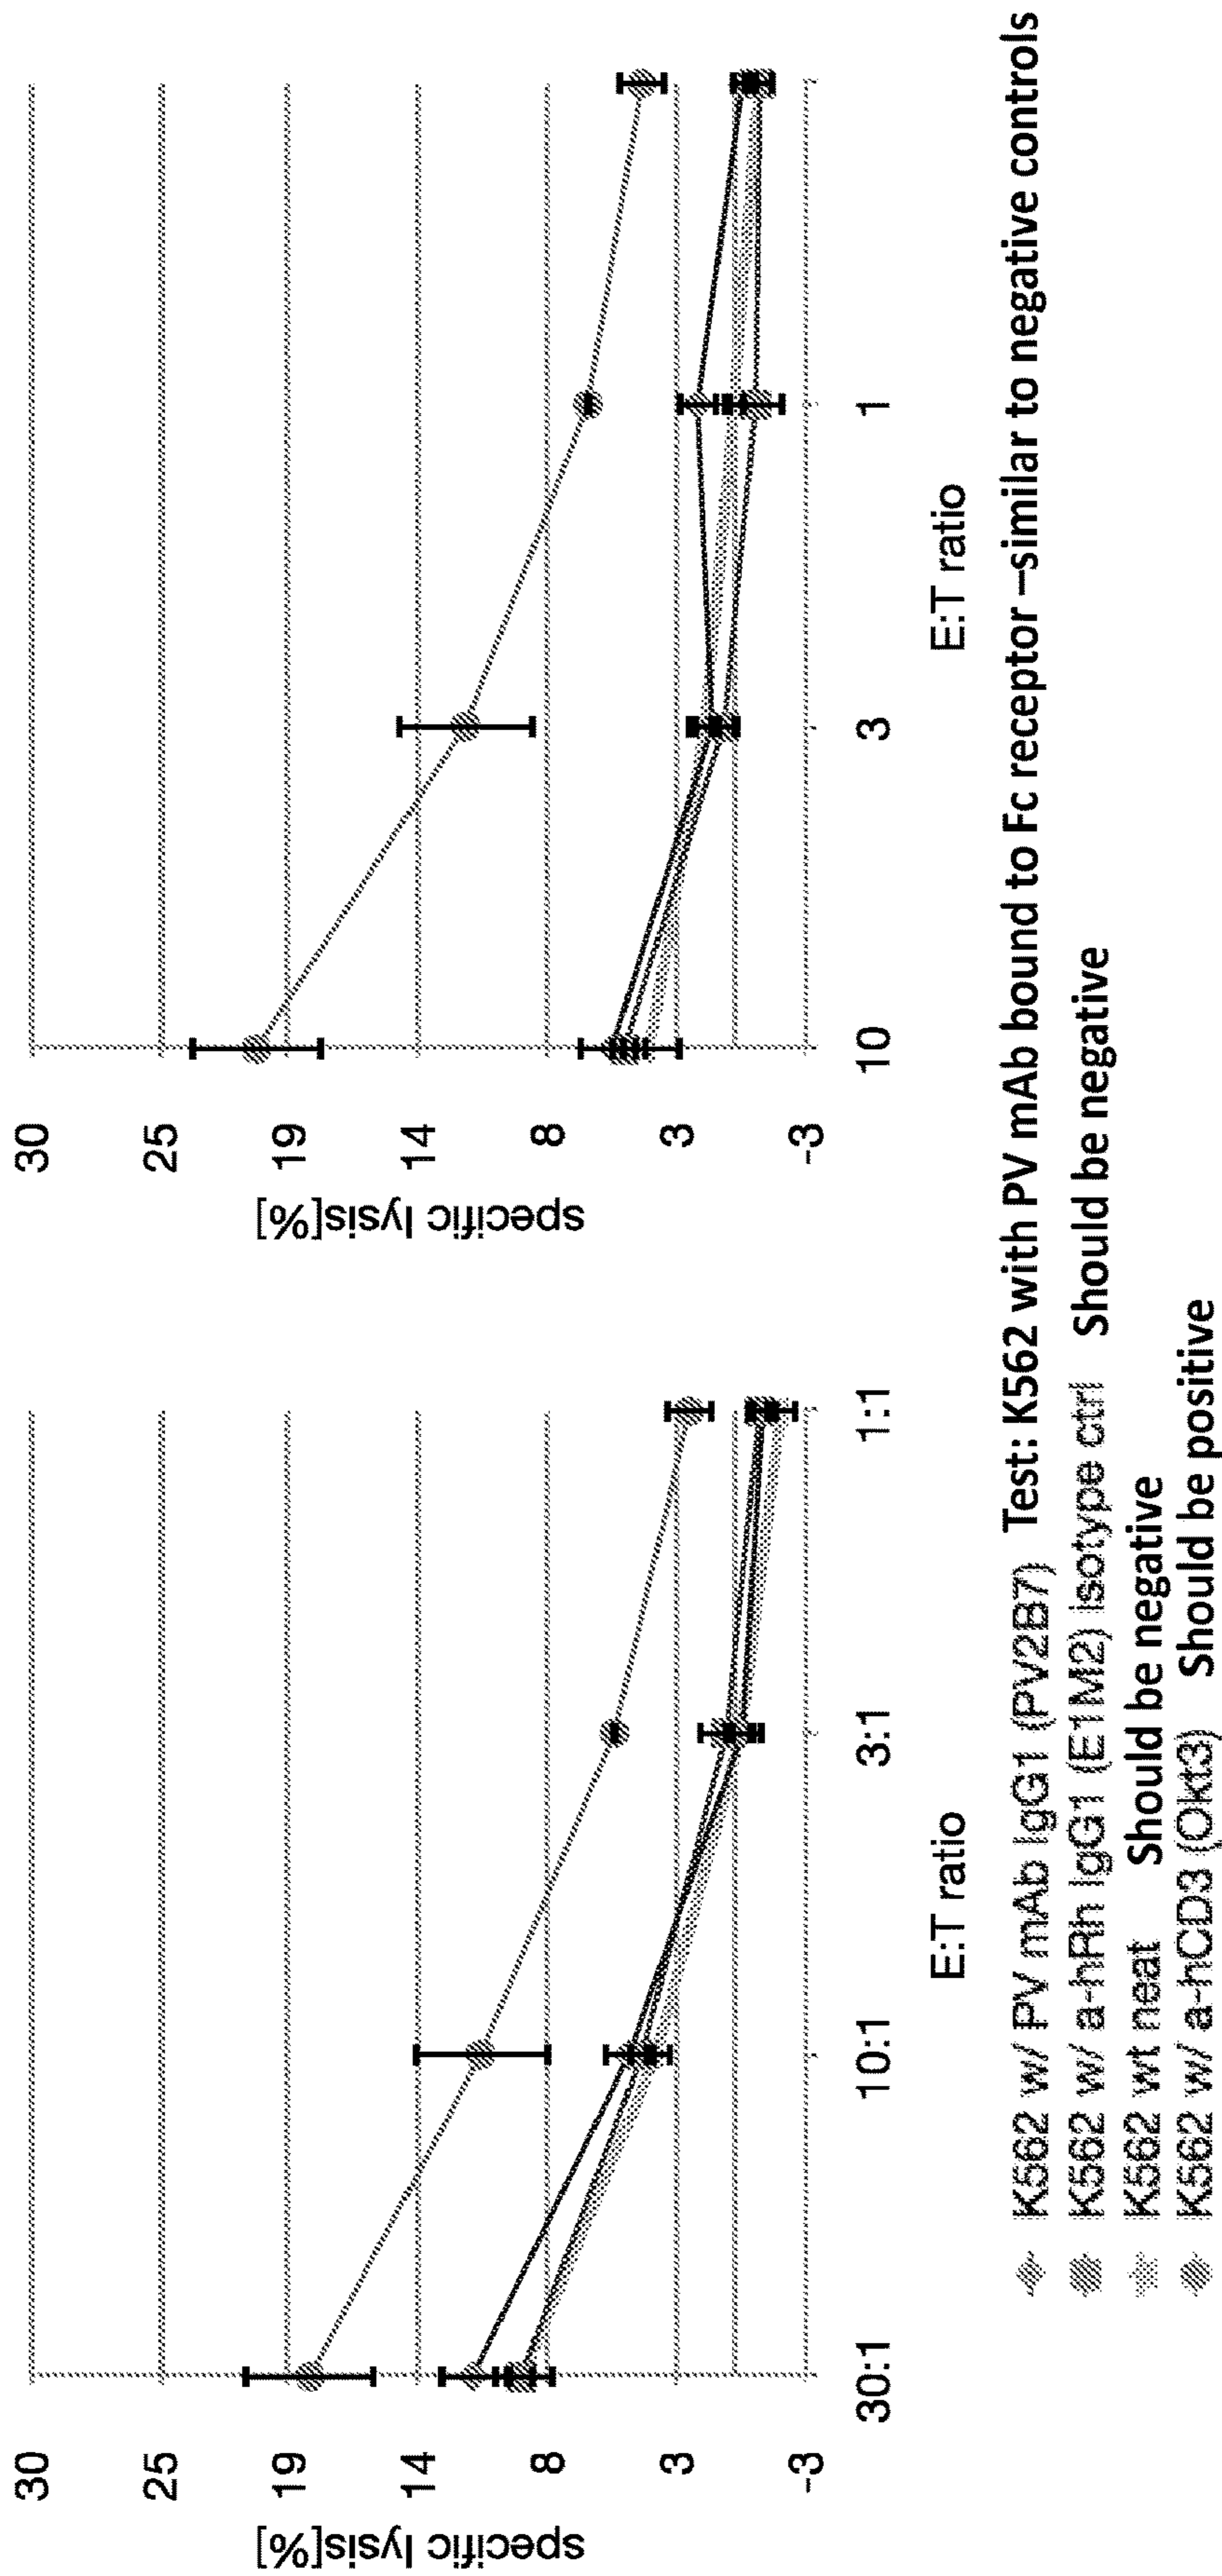 30
25
19
14
8
3
-3
specific lysis[%]
30:1
10:1
3:1
1:1
E:T ratio
30
25
19
14
8
3
-3
specific lysis[%]
10
3
1
E:T ratio
K562 w/ PV mAb IgG1 (PV2B7) Test: K562 with PV mAb bound to Fc receptor –similar to negative controls
K562 w/ a-hRh IgG1 (E1M2) isotype ctrl Should be negative
K562 wt neat Should be negative
K562 w/ a-hCD3 (Okt3) Should be positive